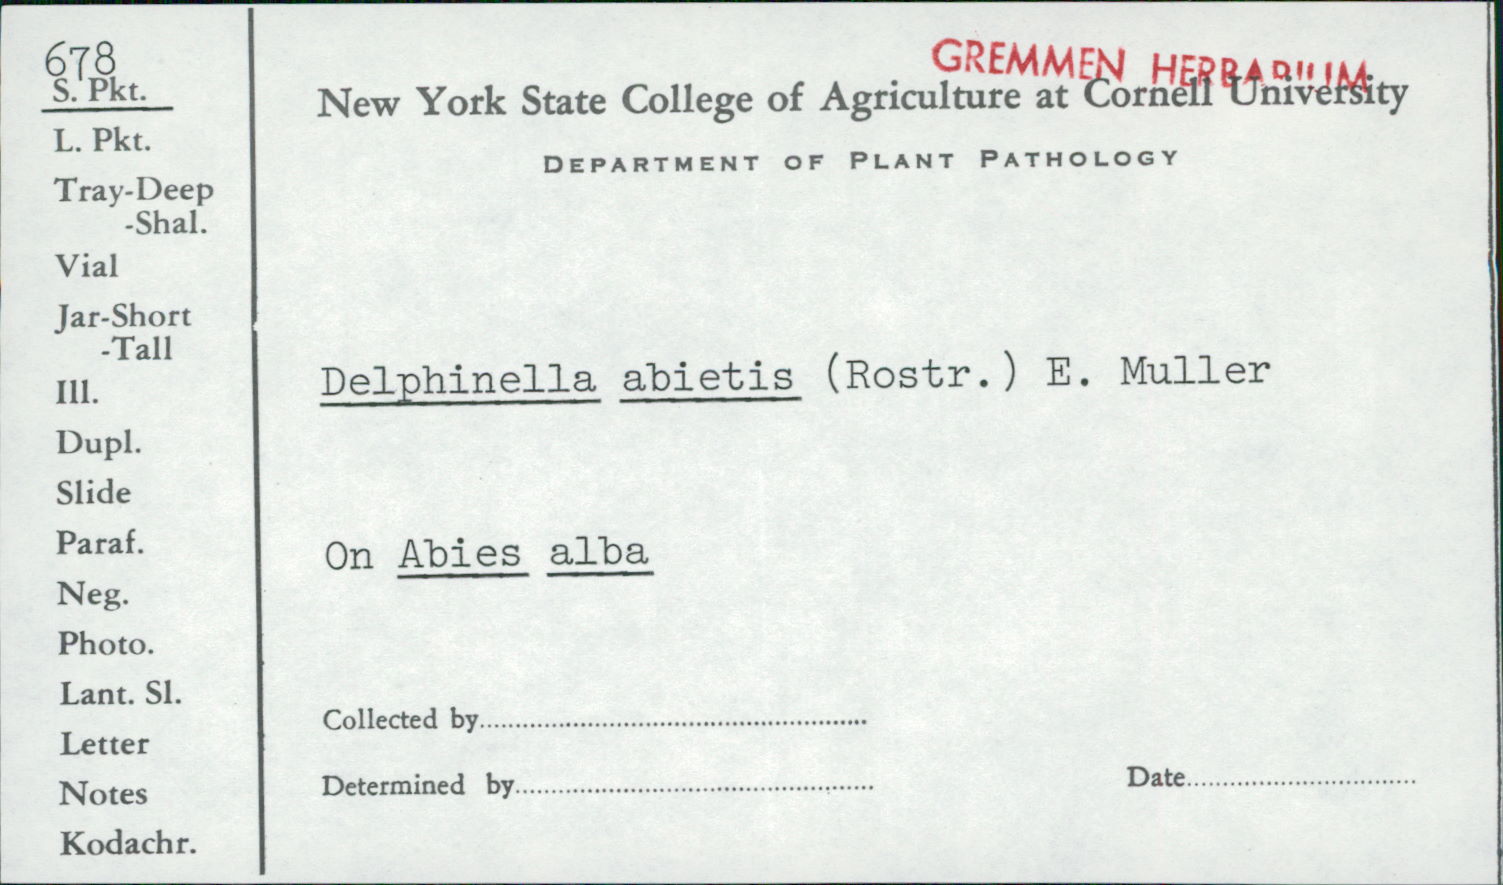 678
S. Pkt.
L. Pkt.
Tray-Deep
-Shal.
Vial
Jar-Short
-Tall
Ill.
Dupl.
Slide
Paraf.
Neg.
Photo.
Lant. Sl.
Letter
Notes
Kodachr.
GREMMEN HERBARIUM
New York State College of Agriculture at Cornell University
DEPARTMENT OF PLANT PATHOLOGY
Delphinella abietis (Rostr.) E. Muller
On Abies alba
Collected by
Determined by
Date